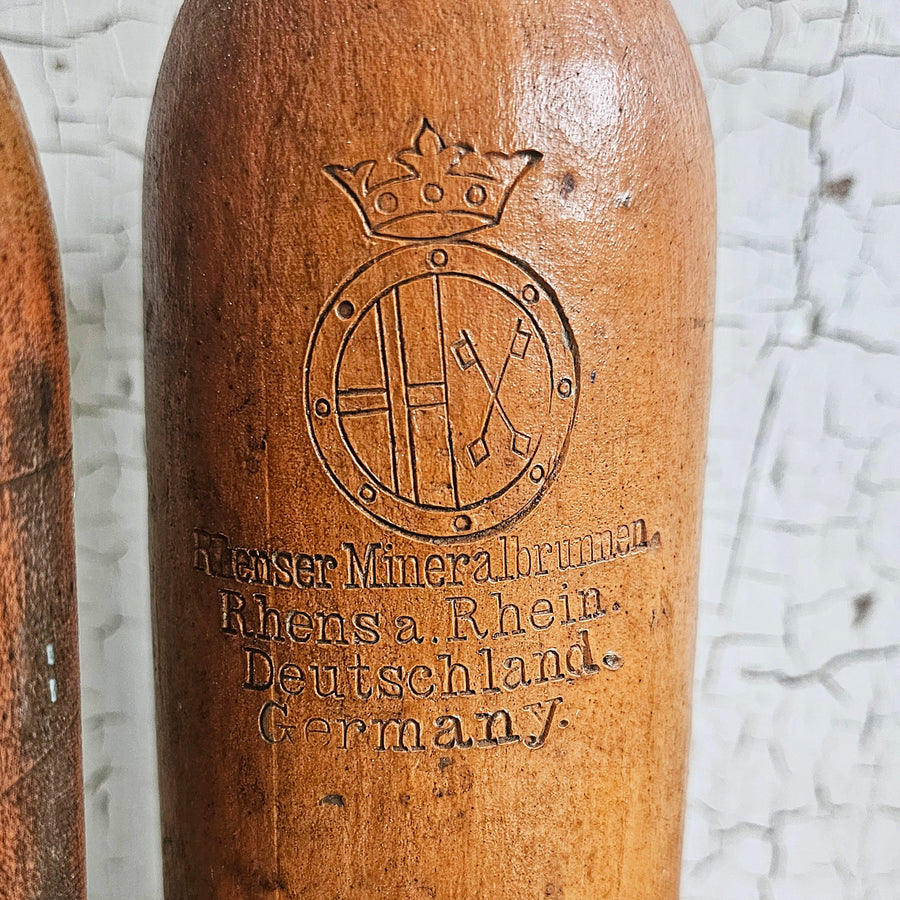 Rhenser Mineralbrunnen.
Rhens a. Rhein.
Deutschland.
Germany.